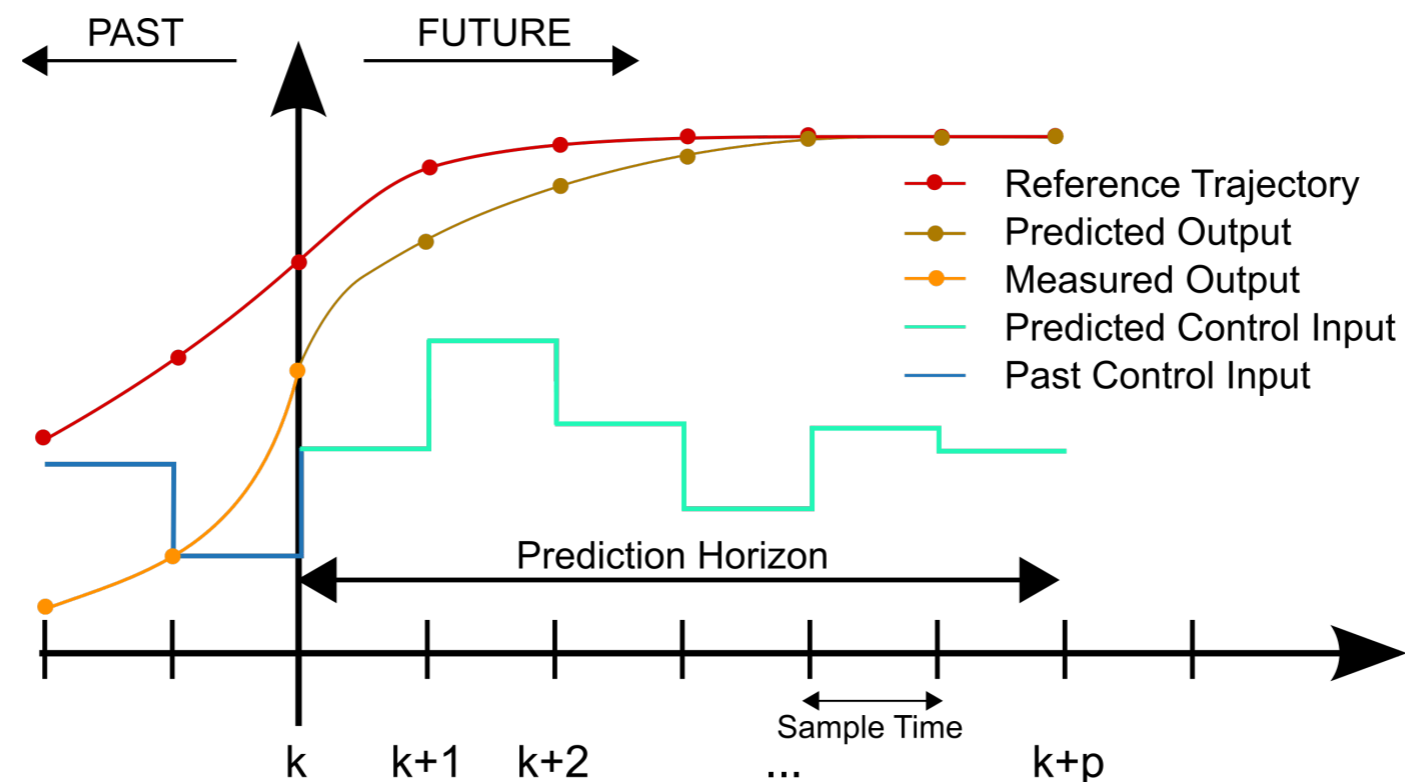 PAST
FUTURE
Reference Trajectory
Predicted Output
Measured Output
Predicted Control Input
Past Control Input
Prediction Horizon
Sample Time
k k+1 k+2 ... k+p